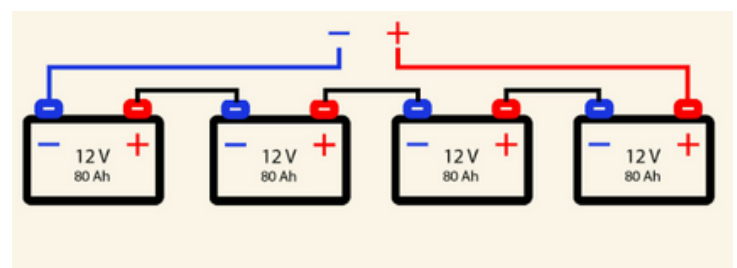 − +
− − − − − − − −
− + − + − + − +
12 V 12 V 12 V 12 V
80 Ah 80 Ah 80 Ah 80 Ah